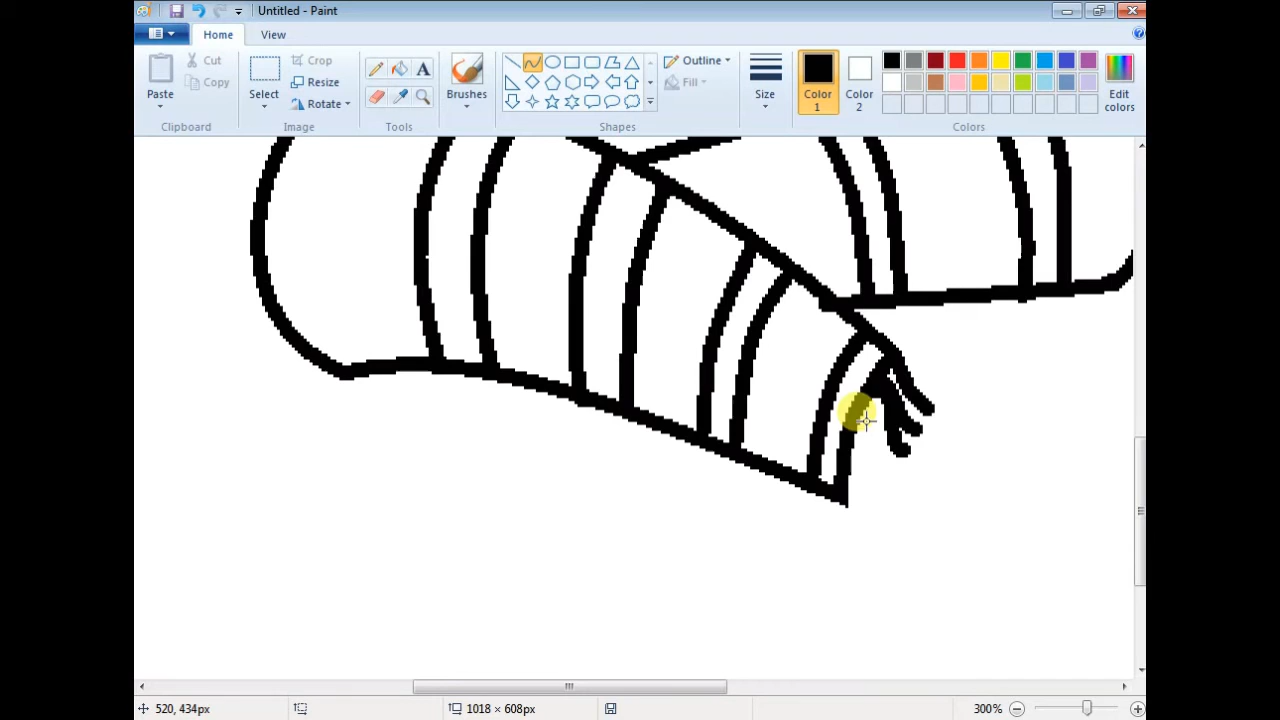 Untitled - Paint
Home View
Paste Cut Copy Clipboard
Select Crop Resize Rotate Image
Tools
Brushes
Outline Fill Shapes
Size
Color 1 Color 2 Edit colors Colors
520, 434px 1018 × 608px 300%